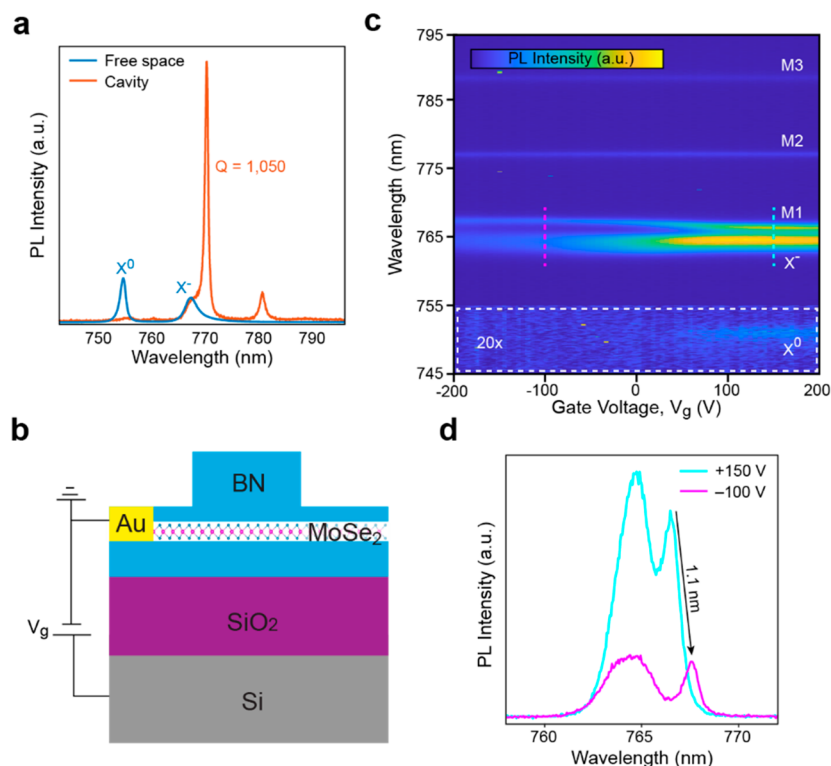 a
Free space
Cavity
Q = 1,050
X⁰
X⁻
PL Intensity (a.u.)
750 760 770 780 790
Wavelength (nm)
b
BN
Au
MoSe₂
SiO₂
Si
V_g
c
PL Intensity (a.u.)
M3
M2
M1
X⁻
20x
X⁰
795
785
775
765
755
745
Wavelength (nm)
-200 -100 0 100 200
Gate Voltage, V_g (V)
d
+150 V
–100 V
1.1 nm
PL Intensity (a.u.)
760 765 770
Wavelength (nm)